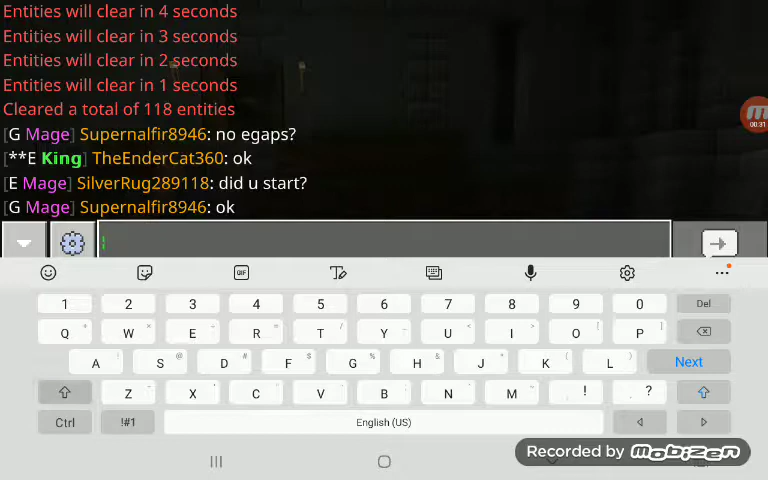 Entities will clear in 4 seconds
Entities will clear in 3 seconds
Entities will clear in 2 seconds
Entities will clear in 1 seconds
Cleared a total of 118 entities
[G Mage] Supernalfir8946: no egaps?
[**E King] TheEnderCat360: ok
[E Mage] SilverRug289118: did u start?
[G Mage] Supernalfir8946: ok
00:31
GIF
1 2 3 4 5 6 7 8 9 0 Del
Q W E R T Y U I O P
A S D F G H J K L Next
Z X C V B N M ! ?
Ctrl !#1 English (US)
Recorded by mobizen